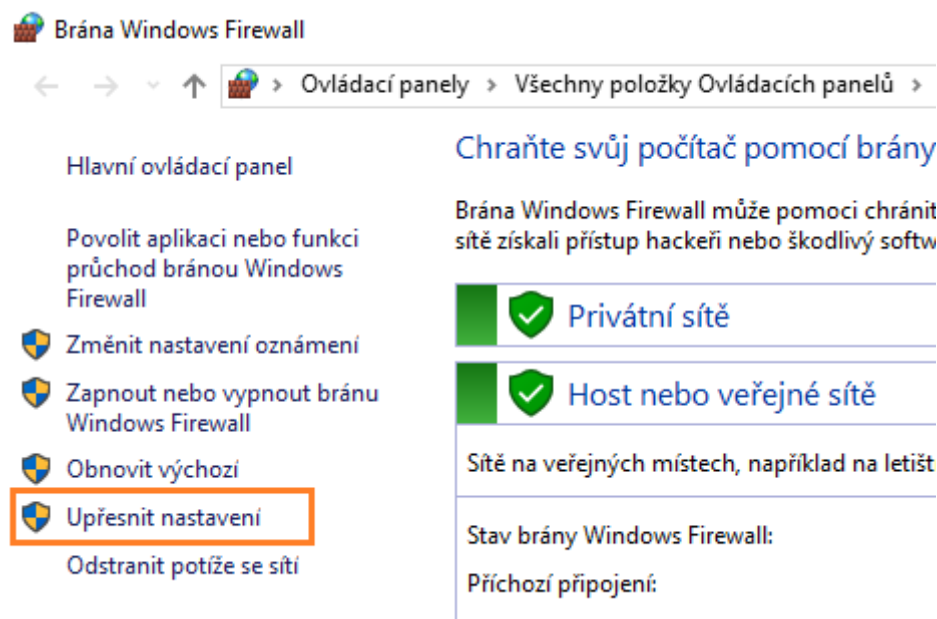 Brána Windows Firewall
Ovládací panely > Všechny položky Ovládacích panelů >
Hlavní ovládací panel
Povolit aplikaci nebo funkci
průchod bránou Windows
Firewall
Změnit nastavení oznámení
Zapnout nebo vypnout bránu
Windows Firewall
Obnovit výchozí
Upřesnit nastavení
Odstranit potíže se sítí
Chraňte svůj počítač pomocí brány
Brána Windows Firewall může pomoci chránit
sítě získali přístup hackeři nebo škodlivý softw
Privátní sítě
Host nebo veřejné sítě
Sítě na veřejných místech, například na letišt
Stav brány Windows Firewall:
Příchozí připojení: